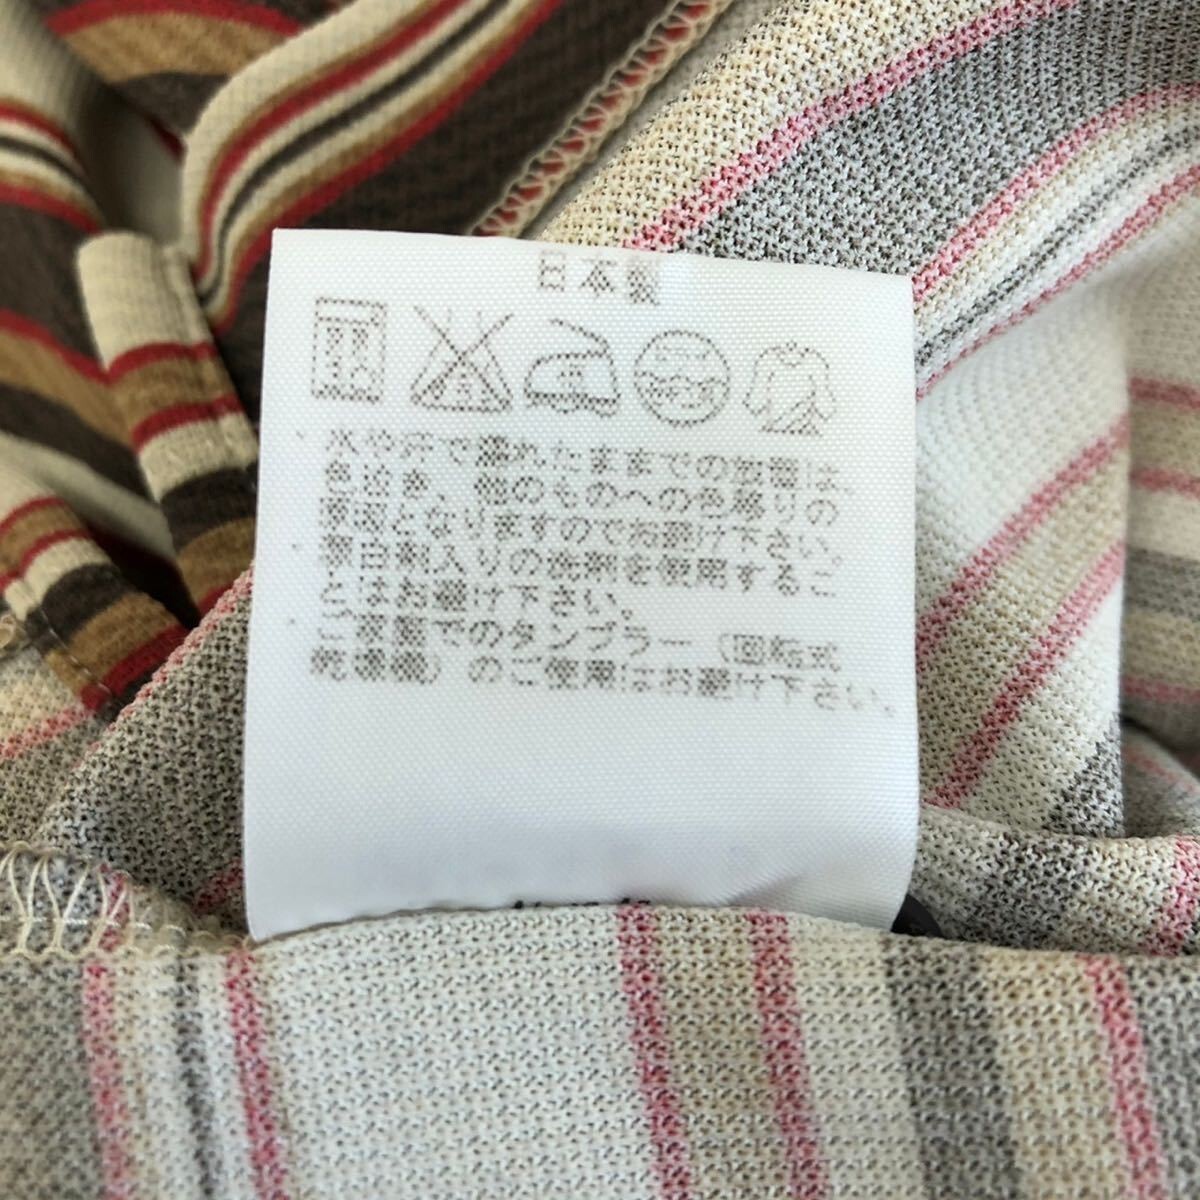 日本製
水や汗で濡れたままでの放置は、
色泣き、他のものへの色移りの
原因となりますのでお避け下さい。
漂白剤入りの洗剤を使用するこ
とはお避け下さい。
ご家庭でのタンブラー（回転式
乾燥機）のご使用はお避け下さい。